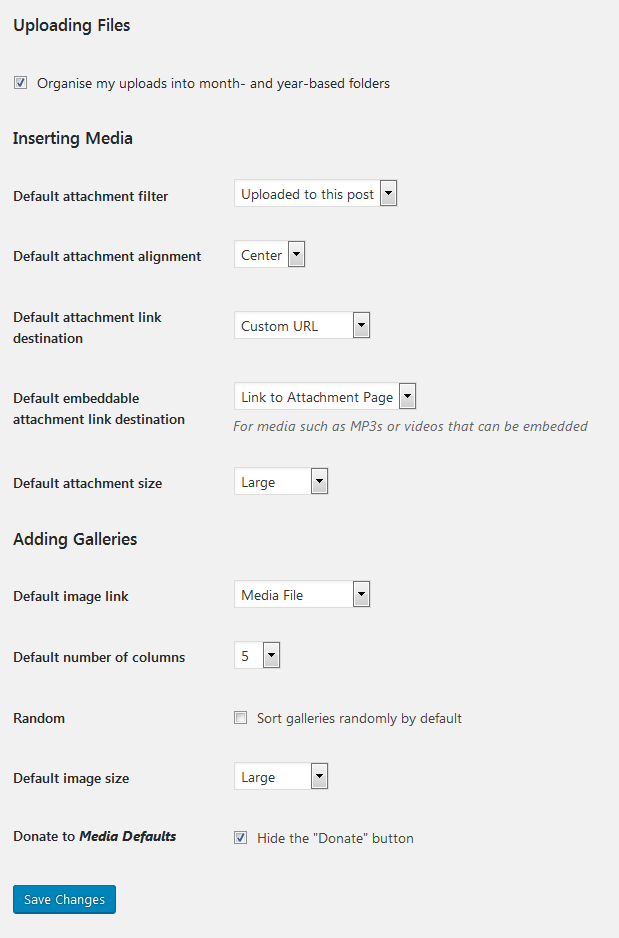 Uploading Files
Organise my uploads into month- and year-based folders
Inserting Media
Default attachment filter
Uploaded to this post
Default attachment alignment
Center
Default attachment link
destination
Custom URL
Default embeddable
attachment link destination
Link to Attachment Page
For media such as MP3s or videos that can be embedded
Default attachment size
Large
Adding Galleries
Default image link
Media File
Default number of columns
5
Random
Sort galleries randomly by default
Default image size
Large
Donate to Media Defaults
Hide the "Donate" button
Save Changes